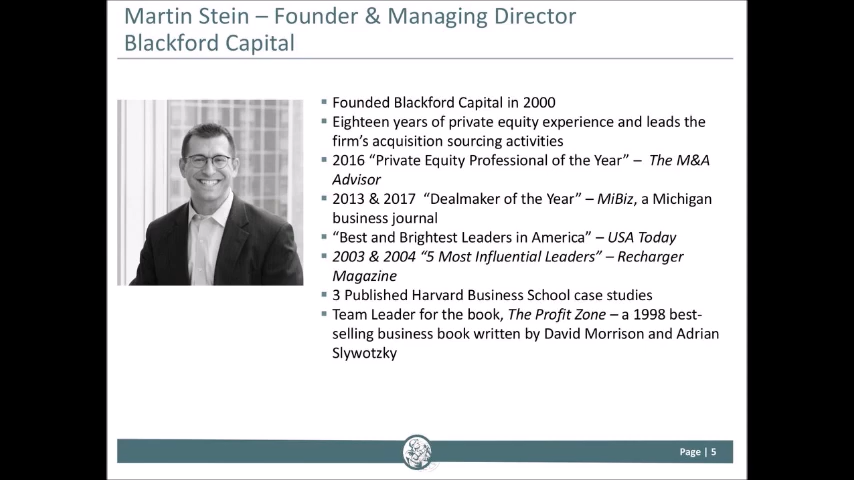 Martin Stein – Founder & Managing Director
Blackford Capital
▪ Founded Blackford Capital in 2000
▪ Eighteen years of private equity experience and leads the
firm's acquisition sourcing activities
▪ 2016 “Private Equity Professional of the Year” – The M&A
Advisor
▪ 2013 & 2017 “Dealmaker of the Year” – MiBiz, a Michigan
business journal
▪ “Best and Brightest Leaders in America” – USA Today
▪ 2003 & 2004 “5 Most Influential Leaders” – Recharger
Magazine
▪ 3 Published Harvard Business School case studies
▪ Team Leader for the book, The Profit Zone – a 1998 best-
selling business book written by David Morrison and Adrian
Slywotzky
Page | 5